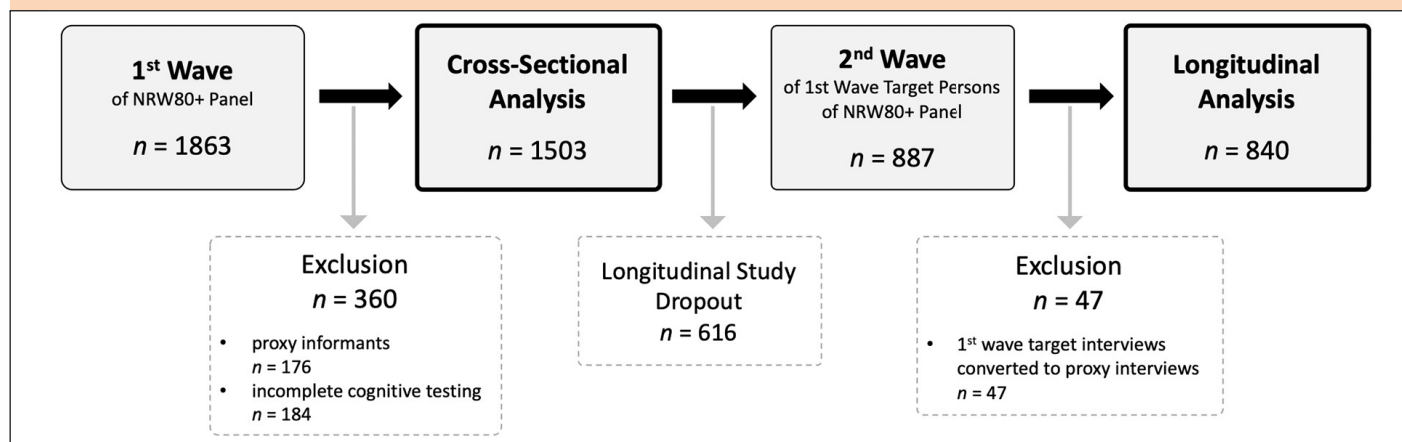 1st Wave
of NRW80+ Panel
n = 1863
Cross-Sectional
Analysis
n = 1503
2nd Wave
of 1st Wave Target Persons
of NRW80+ Panel
n = 887
Longitudinal
Analysis
n = 840
Exclusion
n = 360
• proxy informants
n = 176
• incomplete cognitive testing
n = 184
Longitudinal Study
Dropout
n = 616
Exclusion
n = 47
• 1st wave target interviews
converted to proxy interviews
n = 47